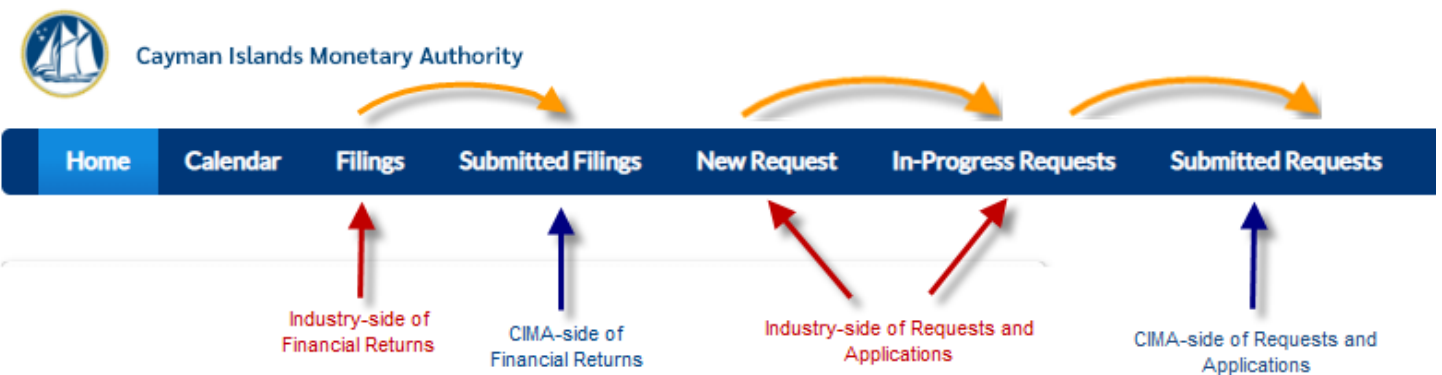 Cayman Islands Monetary Authority
Home Calendar Filings Submitted Filings New Request In-Progress Requests Submitted Requests
Industry-side of
Financial Returns
CIMA-side of
Financial Returns
Industry-side of Requests and
Applications
CIMA-side of Requests and
Applications